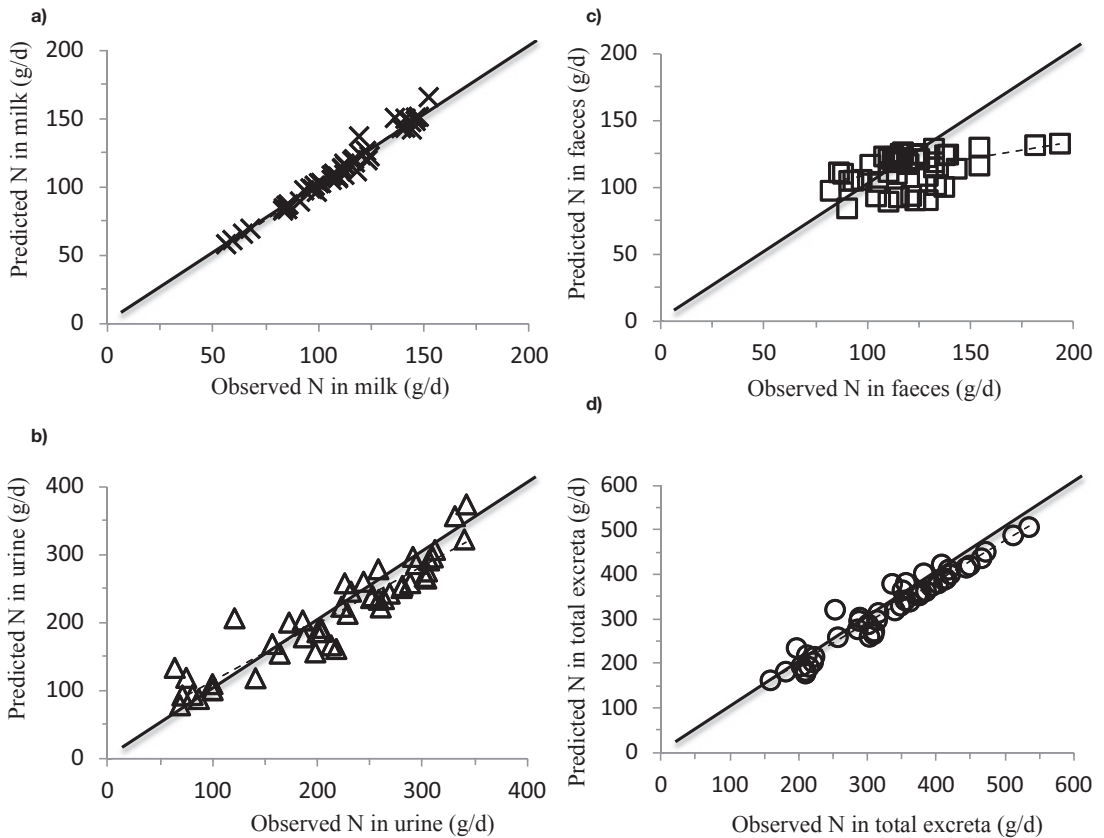 a)
Predicted N in milk (g/d)
200
150
100
50
0
0 50 100 150 200
Observed N in milk (g/d)
c)
Predicted N in faeces (g/d)
200
150
100
50
0
0 50 100 150 200
Observed N in faeces (g/d)
b)
Predicted N in urine (g/d)
400
300
200
100
0
0 100 200 300 400
Observed N in urine (g/d)
d)
Predicted N in total excreta (g/d)
600
500
400
300
200
100
0
0 100 200 300 400 500 600
Observed N in total excreta (g/d)